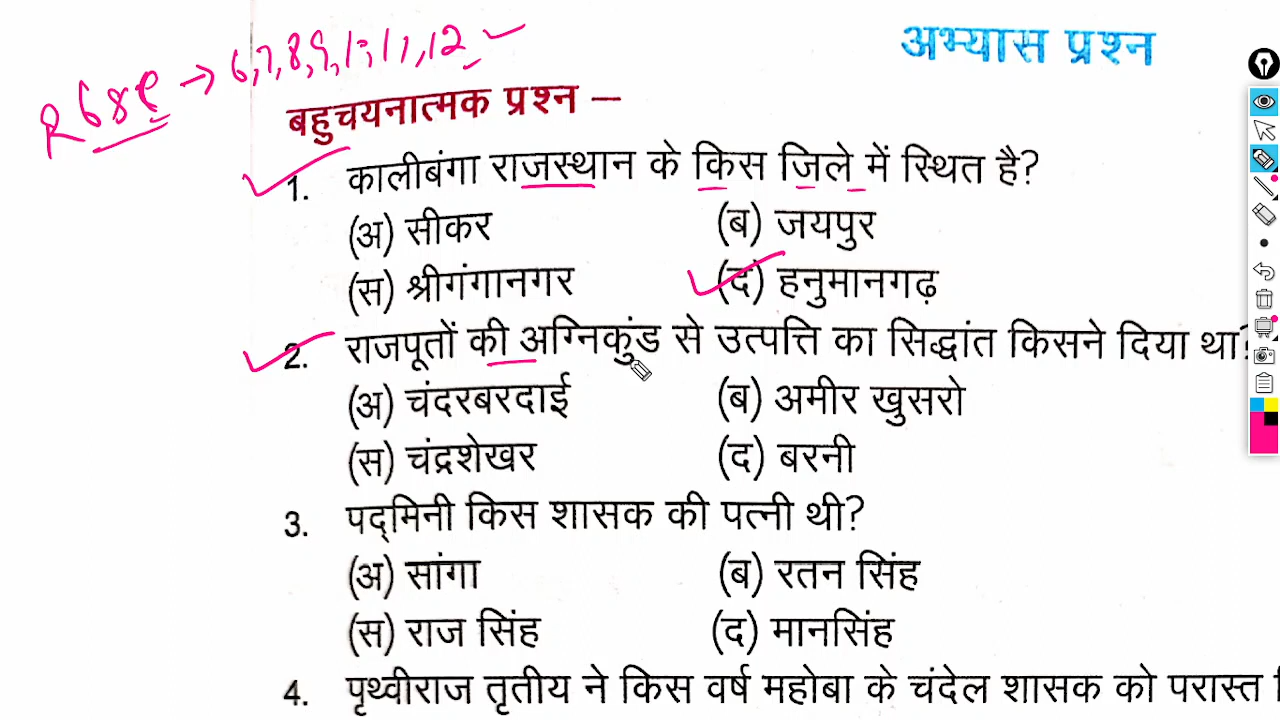 RBSE → 6,7,8,9,10,11,12
अभ्यास प्रश्न
बहुचयनात्मक प्रश्न –
1. कालीबंगा राजस्थान के किस जिले में स्थित है?
(अ) सीकर (ब) जयपुर
(स) श्रीगंगानगर (द) हनुमानगढ़
2. राजपूतों की अग्निकुंड से उत्पत्ति का सिद्धांत किसने दिया था?
(अ) चंदरबरदाई (ब) अमीर खुसरो
(स) चंद्रशेखर (द) बरनी
3. पद्‌मिनी किस शासक की पत्नी थी?
(अ) सांगा (ब) रतन सिंह
(स) राज सिंह (द) मानसिंह
4. पृथ्वीराज तृतीय ने किस वर्ष महोबा के चंदेल शासक को परास्त